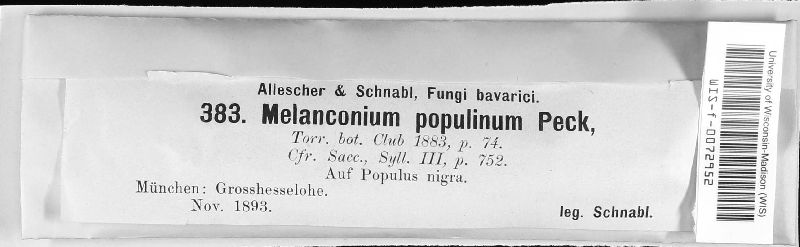 Allescher & Schnabl, Fungi bavarici.
383. Melanconium populinum Peck,
Torr. bot. Club 1883, p. 74.
Cfr. Sacc., Syll. III, p. 752.
Auf Populus nigra.
München: Grosshesselohe.
Nov. 1893.
leg. Schnabl.
University of Wisconsin-Madison (WIS)
WIS-f-0072952